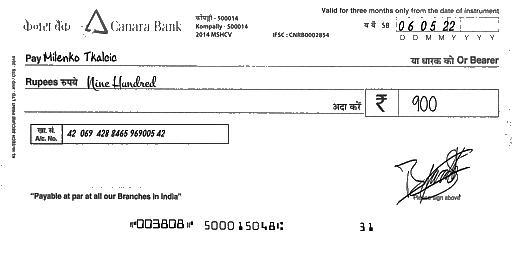 Valid for three months only from the date of instrument
केनरा बैंक Canara Bank
कोंपल्ली - 500014
Kompally - 500014
2014 MSHCV
IFSC : CNRB0002854
SB 06 05 22
D D M M Y Y Y Y
Pay Milenko Tkalcic या धारक को Or Bearer
Rupees रुपये Nine Hundred
अदा करें ₹ 900
खा. सं.
A/c. No. 42 069 428 8465 969005 42
Please sign above
"Payable at par at all our Branches in India"
⑈003808⑈ 500015048⑆ 31